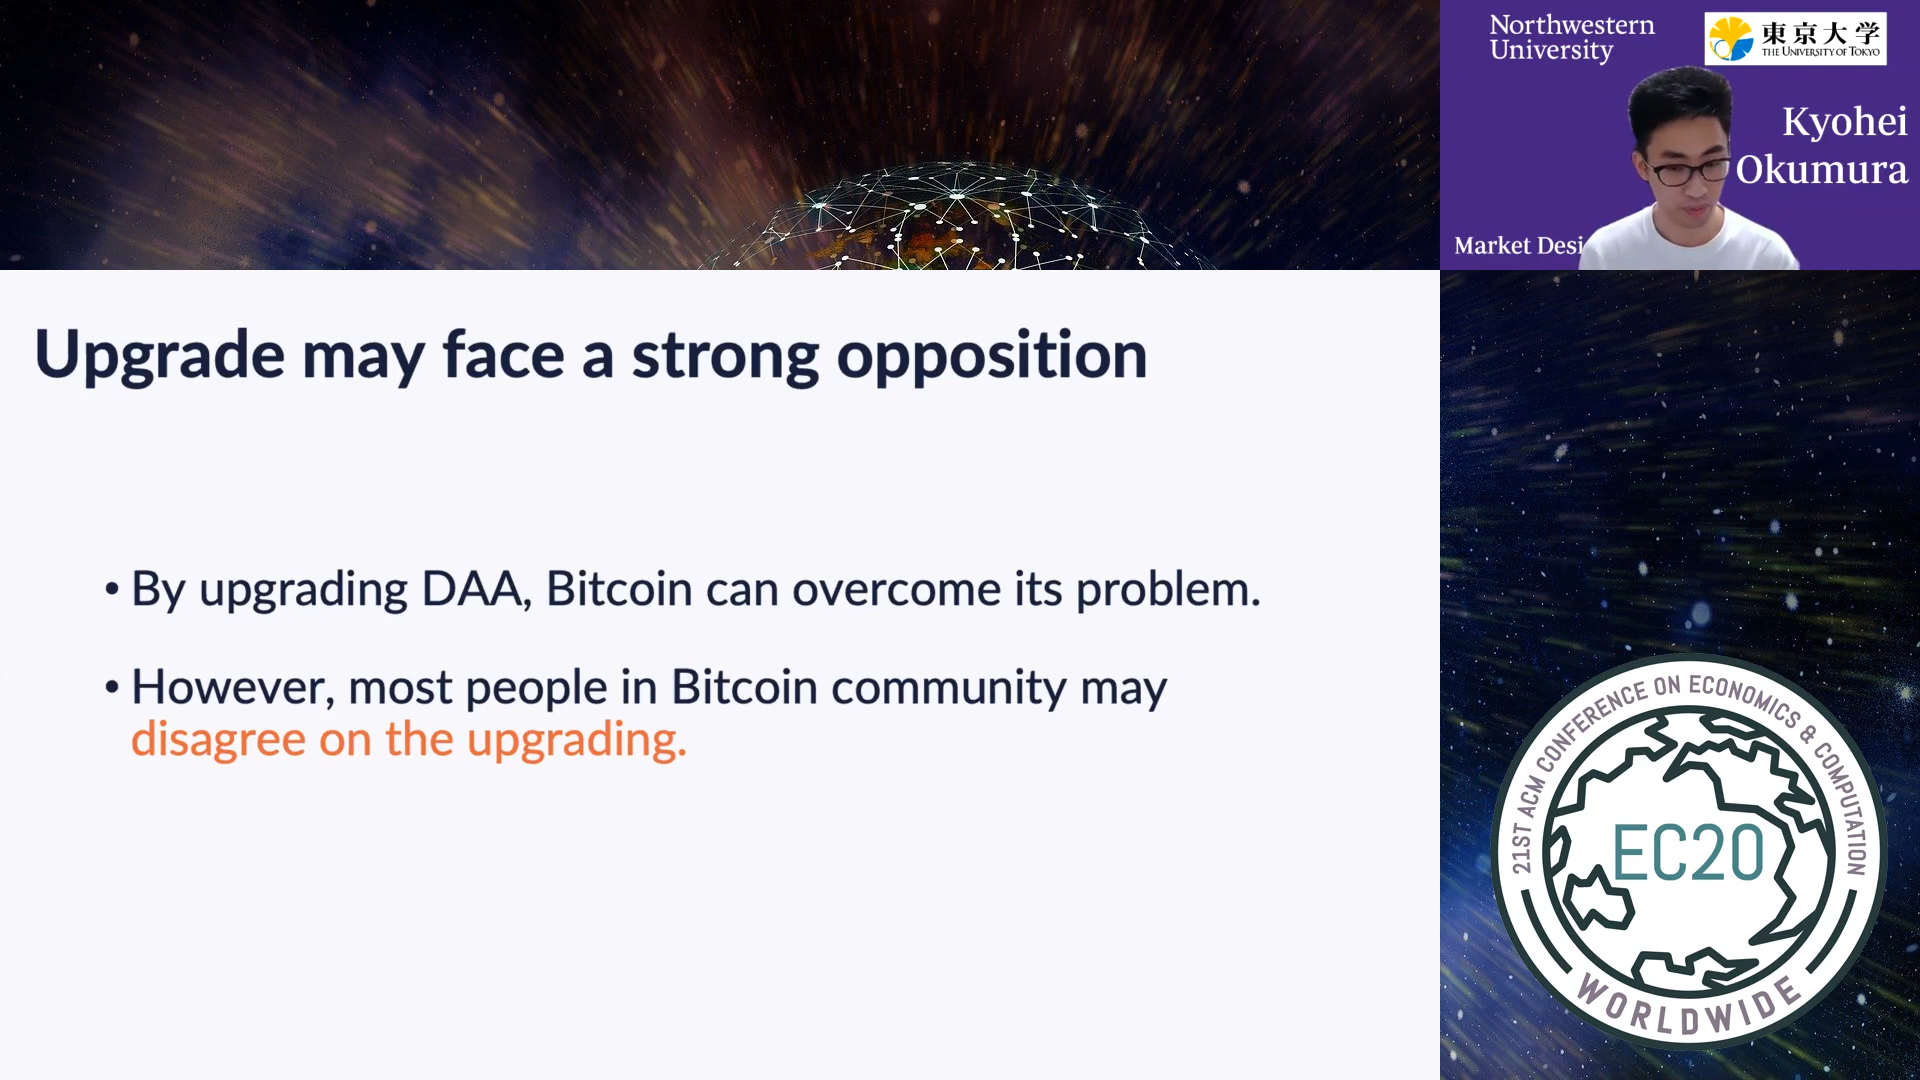 Northwestern
University
東京大学
THE UNIVERSITY OF TOKYO
Kyohei
Okumura
Market Desi
Upgrade may face a strong opposition
• By upgrading DAA, Bitcoin can overcome its problem.
• However, most people in Bitcoin community may
disagree on the upgrading.
21ST ACM CONFERENCE ON ECONOMICS & COMPUTATION
EC20
WORLDWIDE